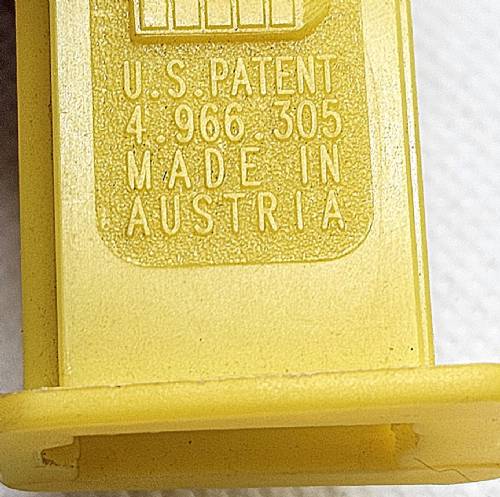 U.S.PATENT
4.966.305
MADE IN
AUSTRIA